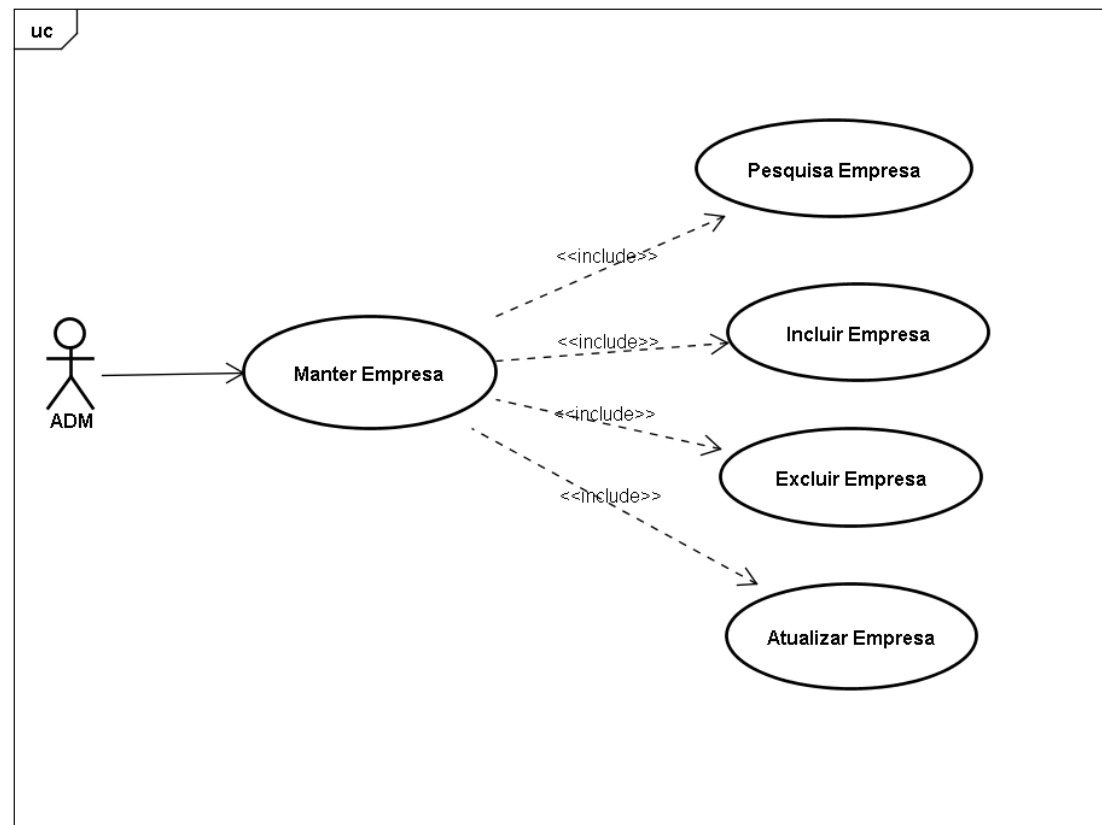 uc
Pesquisa Empresa
<<include>>
Incluir Empresa
<<include>>
Manter Empresa
ADM
<<include>>
Excluir Empresa
<<include>>
Atualizar Empresa